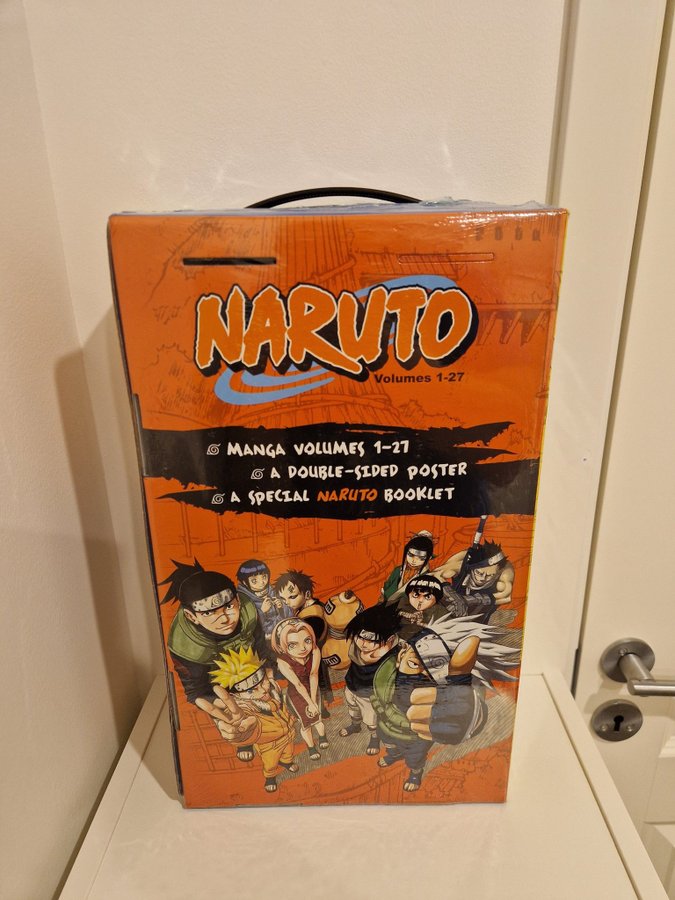 NARUTO
Volumes 1-27
MANGA VOLUMES 1-27
A DOUBLE-SIDED POSTER
A SPECIAL NARUTO BOOKLET